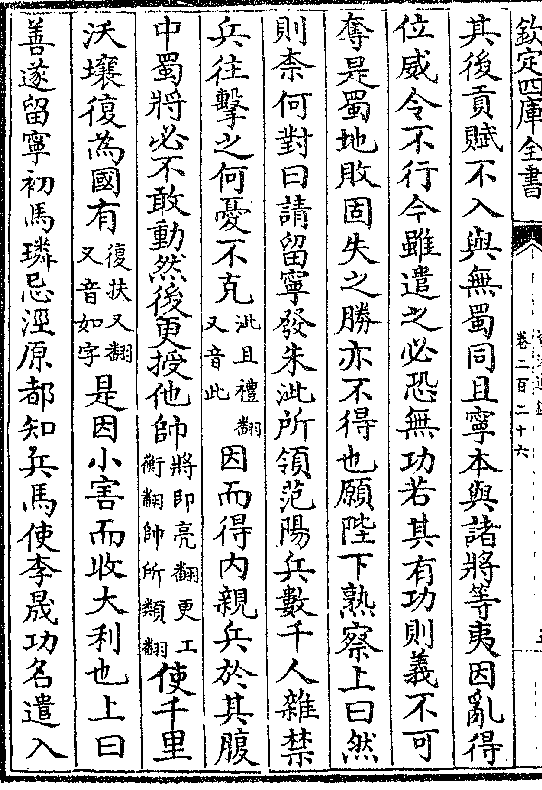 欽定四庫全書
卷二百二十六
其後貢賦不入與無蜀同且寧本與諸將等夷因亂得
位威令不行今雖遣之必恐無功若其有功則義不可
奪是蜀地敗固失之勝亦不得也願陛下熟察上曰然
則柰何對曰請留寧發朱泚所領范陽兵數千人雜禁
兵往擊之何憂不克泚且禮翻又音此因而得内親兵於其腹
中蜀將必不敢動然後更授他帥將即亮翻更工衡翻帥所類翻使千里
沃壤復為國有復扶又翻又音如字是因小害而收大利也上曰
善遂留寧初馬璘忌涇原都知兵馬使李晟功名遣入